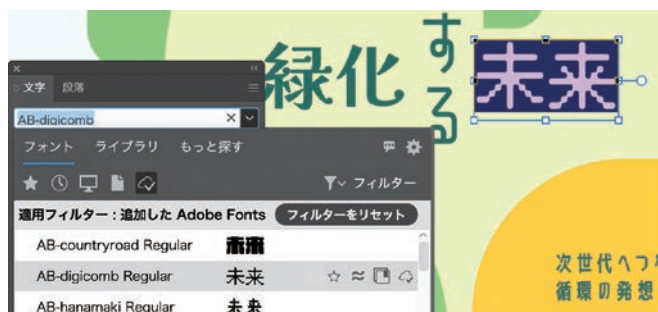 緑化する未来
文字 段落
AB-digicomb
フォント ライブラリ もっと探す
フィルター
適用フィルター：追加した Adobe Fonts フィルターをリセット
AB-countryroad Regular 未来
AB-digicomb Regular 未来
AB-hanamaki Regular 未来
次世代へつ
循環の発想